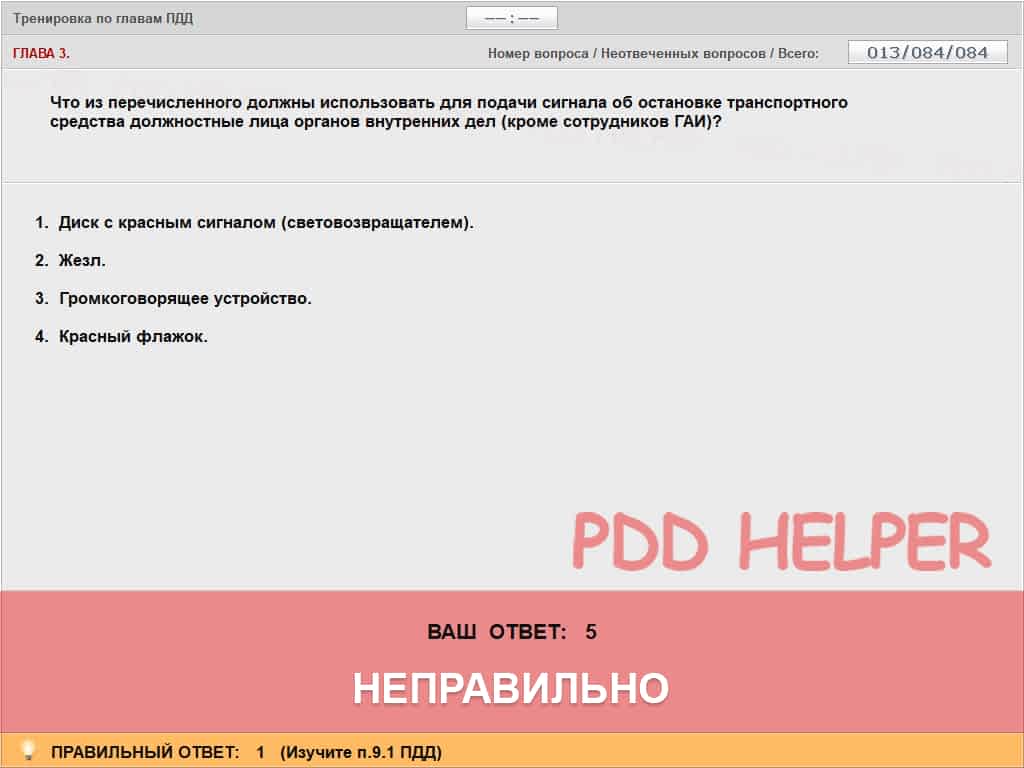 Тренировка по главам ПДД
—— : ——
ГЛАВА 3.
Номер вопроса / Неотвеченных вопросов / Всего:
013/084/084
Что из перечисленного должны использовать для подачи сигнала об остановке транспортного
средства должностные лица органов внутренних дел (кроме сотрудников ГАИ)?
1. Диск с красным сигналом (световозвращателем).
2. Жезл.
3. Громкоговорящее устройство.
4. Красный флажок.
PDD HELPER
ВАШ ОТВЕТ: 5
НЕПРАВИЛЬНО
ПРАВИЛЬНЫЙ ОТВЕТ: 1 (Изучите п.9.1 ПДД)